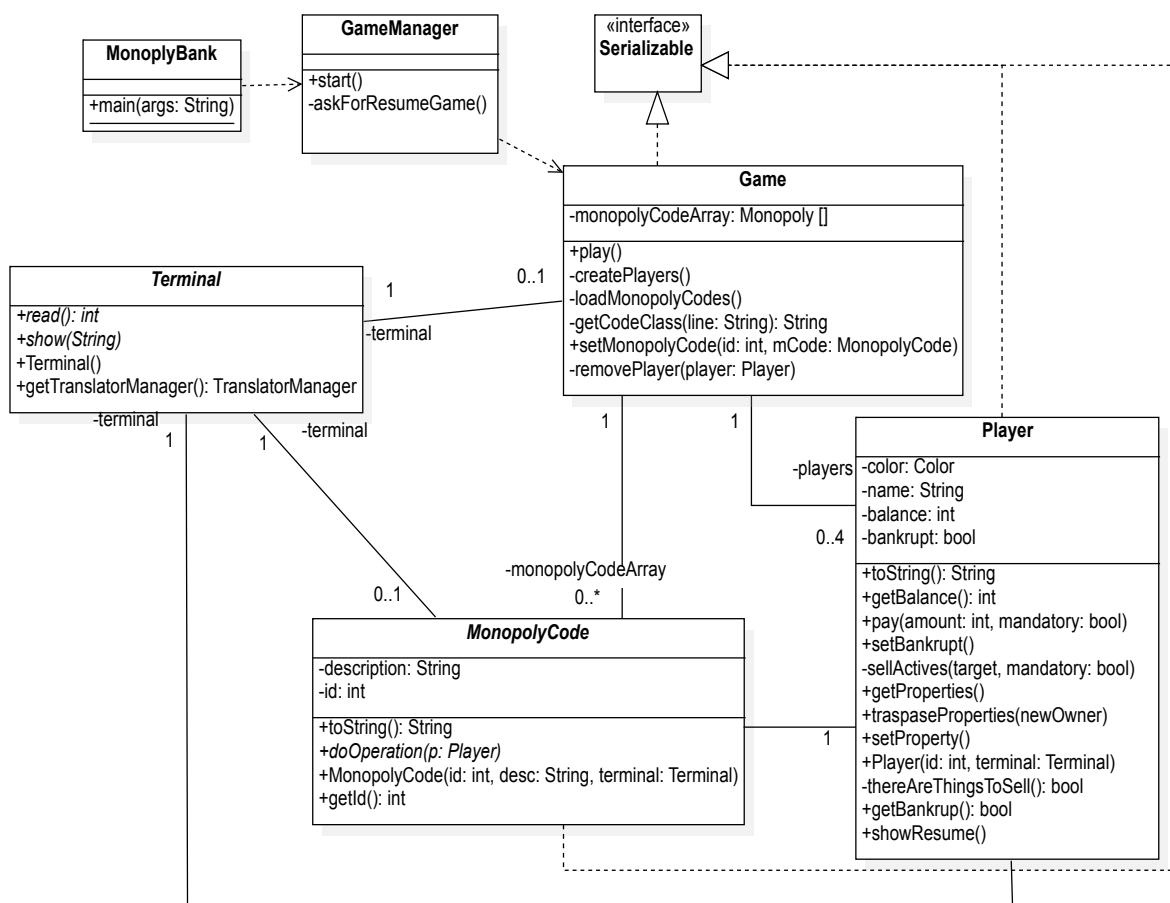 MonoplyBank
+main(args: String)
GameManager
+start()
-askForResumeGame()
«interface»
Serializable
Game
-monopolyCodeArray: Monopoly []
+play()
-createPlayers()
-loadMonopolyCodes()
-getCodeClass(line: String): String
+setMonopolyCode(id: int, mCode: MonopolyCode)
-removePlayer(player: Player)
Terminal
+read(): int
+show(String)
+Terminal()
+getTranslatorManager(): TranslatorManager
1
-terminal
0..1
-terminal
1
-terminal
1
0..1
1
-monopolyCodeArray
0..*
1
-players
0..4
Player
-color: Color
-name: String
-balance: int
-bankrupt: bool
+toString(): String
+getBalance(): int
+pay(amount: int, mandatory: bool)
+setBankrupt()
-sellActives(target, mandatory: bool)
+getProperties()
+traspaseProperties(newOwner)
+setProperty()
+Player(id: int, terminal: Terminal)
-thereAreThingsToSell(): bool
+getBankrup(): bool
+showResume()
MonopolyCode
-description: String
-id: int
+toString(): String
+doOperation(p: Player)
+MonopolyCode(id: int, desc: String, terminal: Terminal)
+getId(): int
1